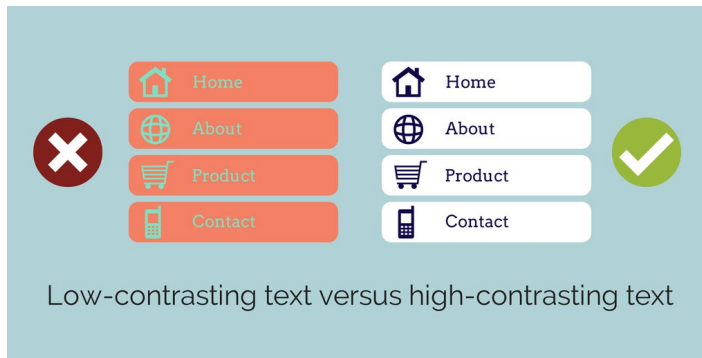 Home
About
Product
Contact
Home
About
Product
Contact
Low-contrasting text versus high-contrasting text